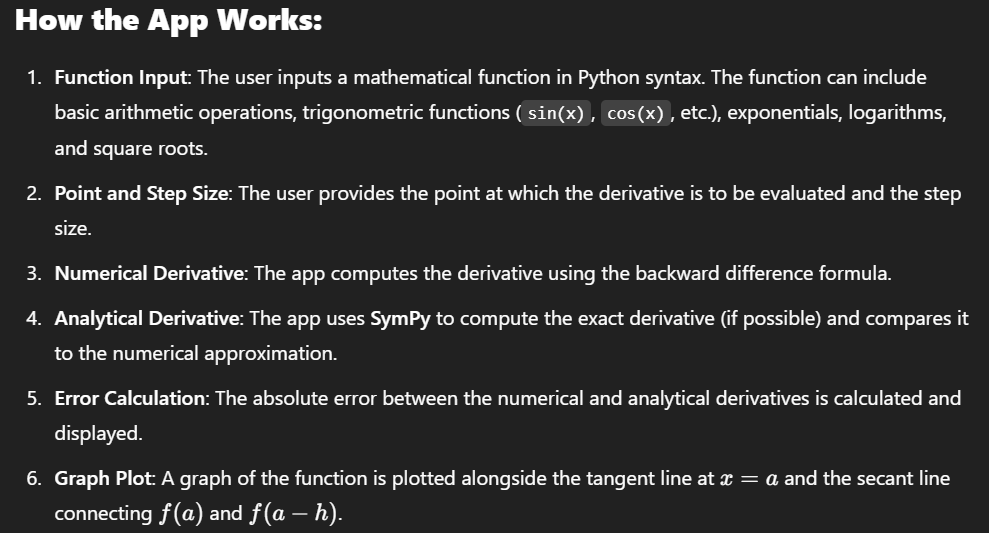 How the App Works:
1. Function Input: The user inputs a mathematical function in Python syntax. The function can include
basic arithmetic operations, trigonometric functions ( sin(x) , cos(x) , etc.), exponentials, logarithms,
and square roots.
2. Point and Step Size: The user provides the point at which the derivative is to be evaluated and the step
size.
3. Numerical Derivative: The app computes the derivative using the backward difference formula.
4. Analytical Derivative: The app uses SymPy to compute the exact derivative (if possible) and compares it
to the numerical approximation.
5. Error Calculation: The absolute error between the numerical and analytical derivatives is calculated and
displayed.
6. Graph Plot: A graph of the function is plotted alongside the tangent line at x = a and the secant line
connecting f(a) and f(a − h).